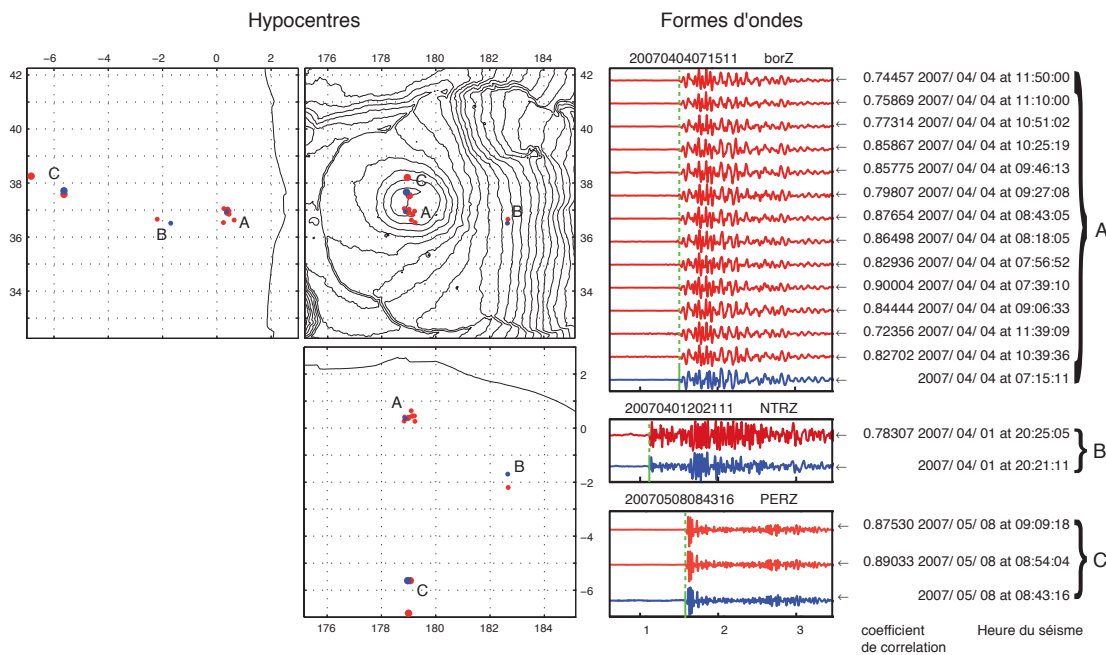 Hypocentres
Formes d'ondes
−6 −4 −2 0 2
176 178 180 182 184
42
40
38
36
34
42
40
38
36
34
C
B
A
C
A
B
2
0
−2
−4
−6
A
B
C
176 178 180 182 184
20070404071511 borZ
← 0.74457 2007/ 04/ 04 at 11:50:00
← 0.75869 2007/ 04/ 04 at 11:10:00
← 0.77314 2007/ 04/ 04 at 10:51:02
← 0.85867 2007/ 04/ 04 at 10:25:19
← 0.85775 2007/ 04/ 04 at 09:46:13
← 0.79807 2007/ 04/ 04 at 09:27:08
← 0.87654 2007/ 04/ 04 at 08:43:05
← 0.86498 2007/ 04/ 04 at 08:18:05
← 0.82936 2007/ 04/ 04 at 07:56:52
← 0.90004 2007/ 04/ 04 at 07:39:10
← 0.84444 2007/ 04/ 04 at 09:06:33
← 0.72356 2007/ 04/ 04 at 11:39:09
← 0.82702 2007/ 04/ 04 at 10:39:36
← 2007/ 04/ 04 at 07:15:11
A
20070401202111 NTRZ
← 0.78307 2007/ 04/ 01 at 20:25:05
← 2007/ 04/ 01 at 20:21:11
B
20070508084316 PERZ
← 0.87530 2007/ 05/ 08 at 09:09:18
← 0.89033 2007/ 05/ 08 at 08:54:04
← 2007/ 05/ 08 at 08:43:16
C
1 2 3
coefficient
de correlation
Heure du séisme